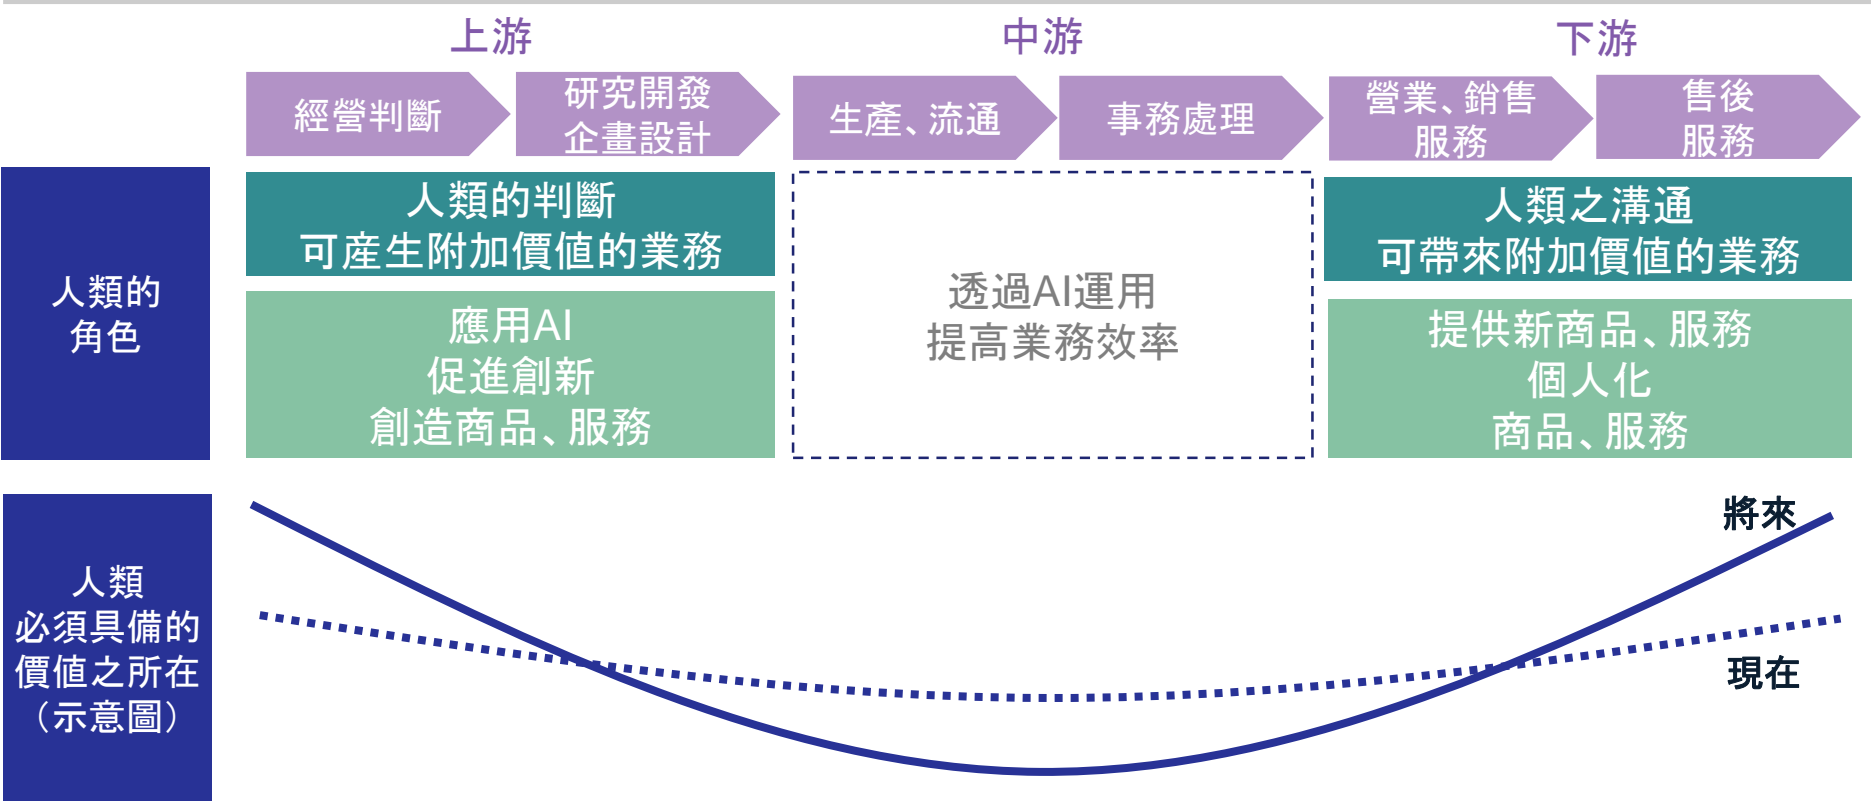 上游
中游
下游
經營判斷
研究開發
企畫設計
生產、流通
事務處理
營業、銷售
服務
售後
服務
人類的
角色
人類的判斷
可產生附加價值的業務
應用AI
促進創新
創造商品、服務
透過AI運用
提高業務效率
人類之溝通
可帶來附加價值的業務
提供新商品、服務
個人化
商品、服務
人類
必須具備的
價值之所在
（示意圖）
將來
現在